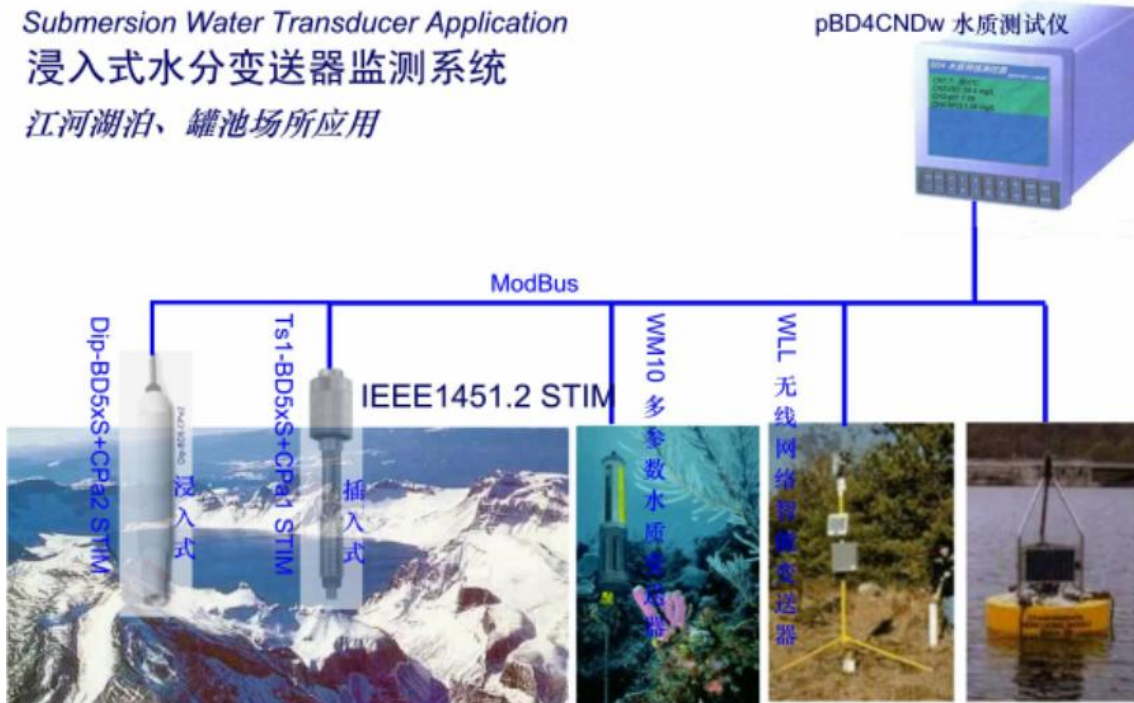 Submersion Water Transducer Application
pBD4CNDw 水质测试仪
浸入式水分变送器监测系统
江河湖泊、罐池场所应用
ModBus
Dip-BD5xS+CPa2 STIM
浸入式
Ts1-BD5xS+CPa1 STIM
插入式
IEEE1451.2 STIM
WM10 多参数水质变送器
WLL 无线网络智能变送器